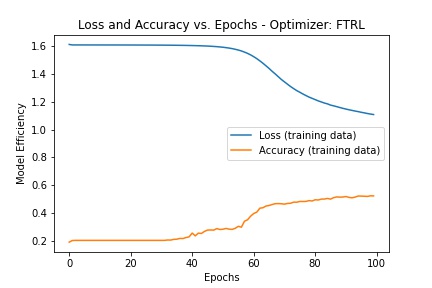 Loss and Accuracy vs. Epochs - Optimizer: FTRL
1.6
1.4
1.2
1.0
0.8
0.6
0.4
0.2
Model Efficiency
Loss (training data)
Accuracy (training data)
0 20 40 60 80 100
Epochs